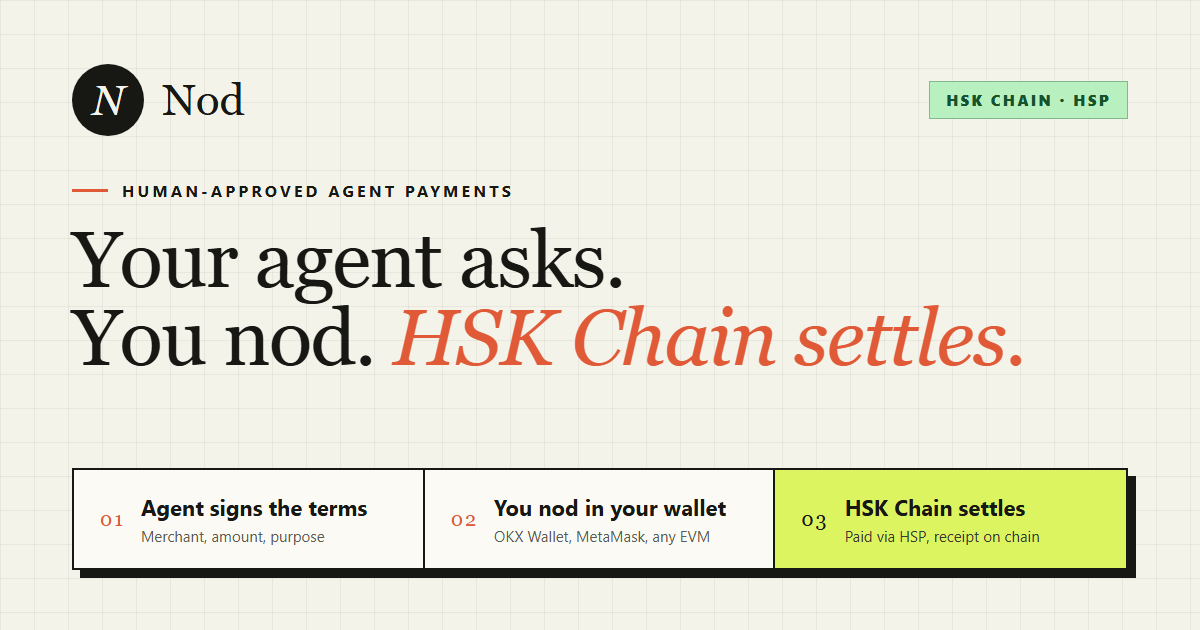 N Nod
HSK CHAIN · HSP
HUMAN-APPROVED AGENT PAYMENTS
Your agent asks.
You nod. HSK Chain settles.
01
Agent signs the terms
Merchant, amount, purpose
02
You nod in your wallet
OKX Wallet, MetaMask, any EVM
03
HSK Chain settles
Paid via HSP, receipt on chain